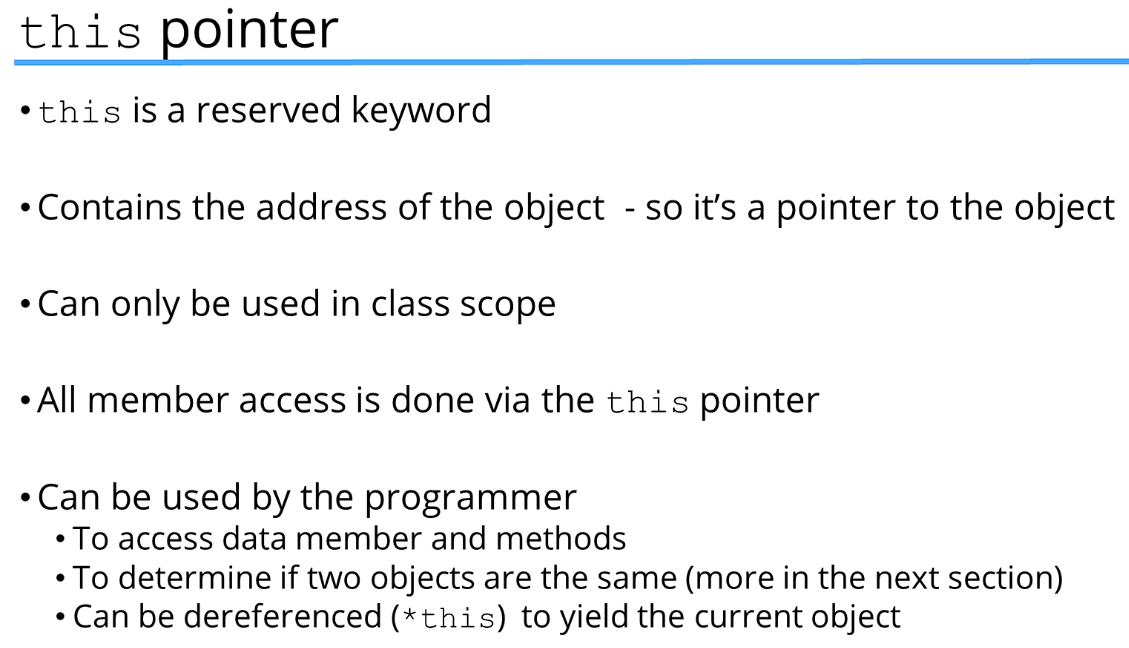 this pointer
• this is a reserved keyword
• Contains the address of the object - so it’s a pointer to the object
• Can only be used in class scope
• All member access is done via the this pointer
• Can be used by the programmer
• To access data member and methods
• To determine if two objects are the same (more in the next section)
• Can be dereferenced (*this) to yield the current object